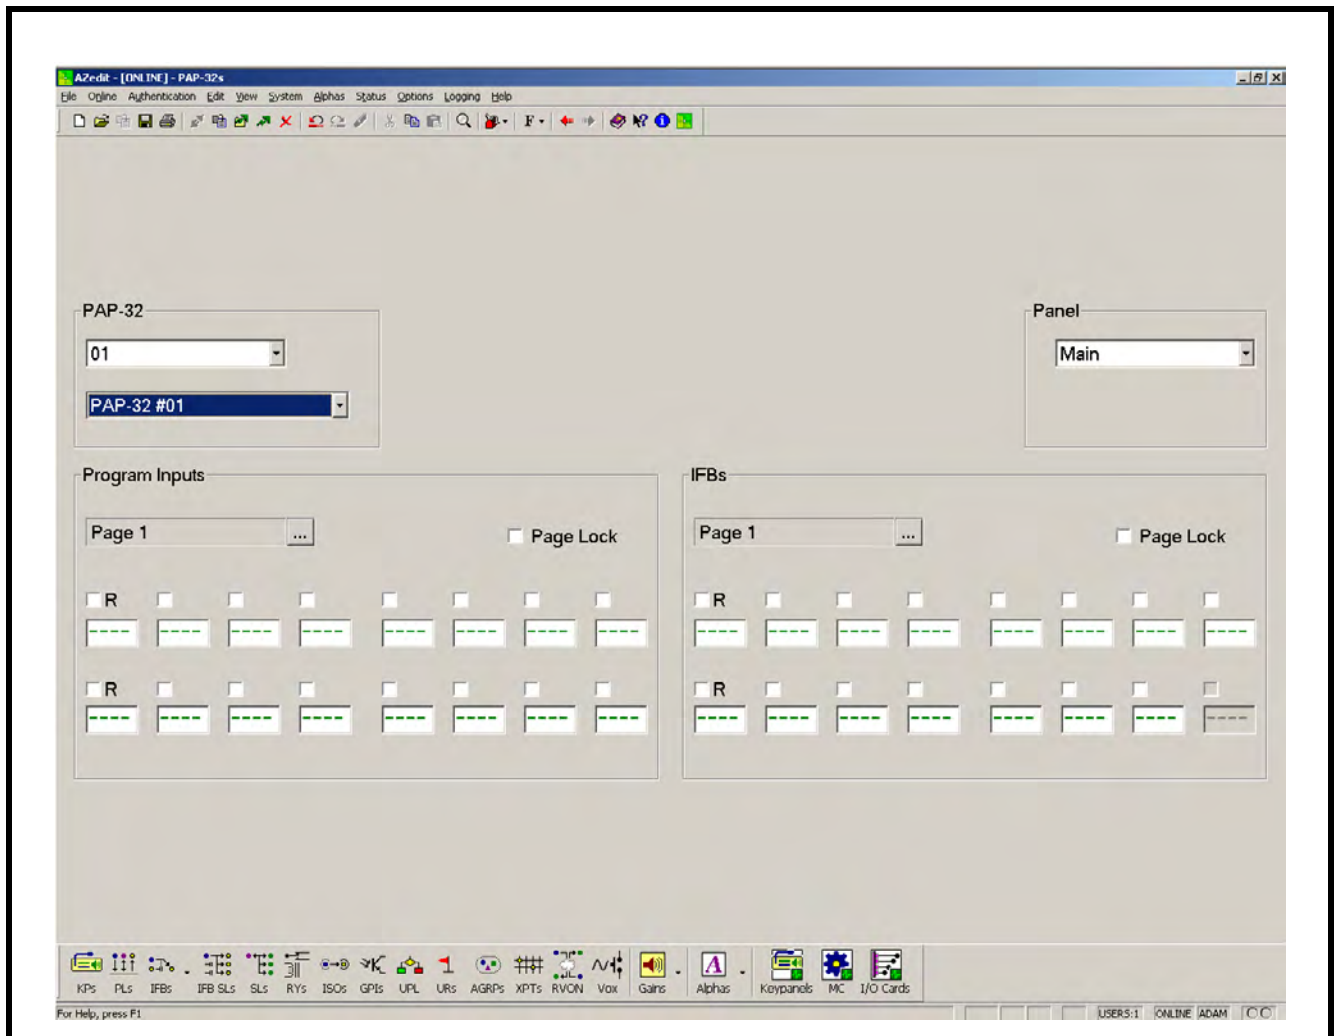 AZedit - [ONLINE] - PAP-32s
File Online Authentication Edit View System Alphas Status Options Logging Help
PAP-32
Panel
01
Main
PAP-32 #01
Program Inputs
IFBs
Page 1 ... Page Lock
Page 1 ... Page Lock
R
R
---- ---- ---- ---- ---- ---- ---- ----
---- ---- ---- ---- ---- ---- ---- ----
R
R
---- ---- ---- ---- ---- ---- ---- ----
---- ---- ---- ---- ---- ---- ---- ----
KPs PLs IFBs IFB SLs SLs RYs ISOs GPIs UPL URs AGRPs XPTs RVON Vox Gains Alphas Keypanels MC I/O Cards
For Help, press F1
USERS:1 ONLINE ADAM